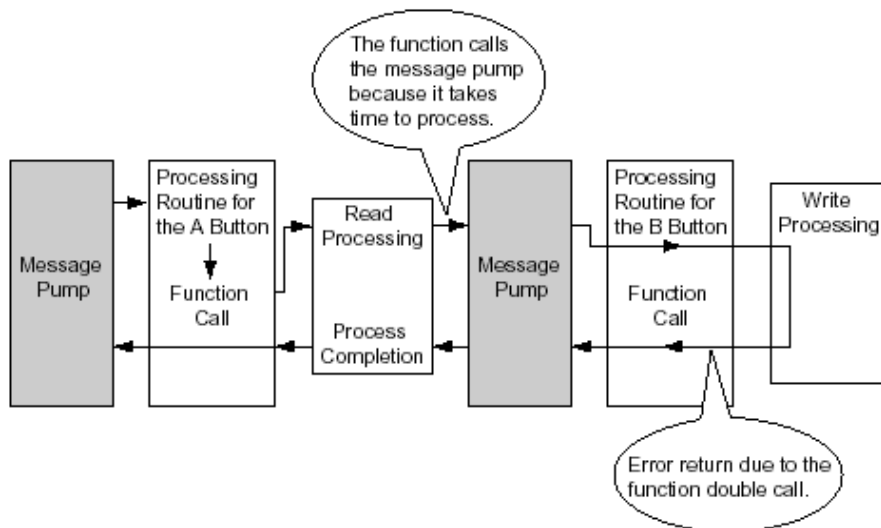 The function calls
the message pump
because it takes
time to process.
Message
Pump
Processing
Routine for
the A Button
Function
Call
Read
Processing
Process
Completion
Message
Pump
Processing
Routine for
the B Button
Function
Call
Write
Processing
Error return due to the
function double call.